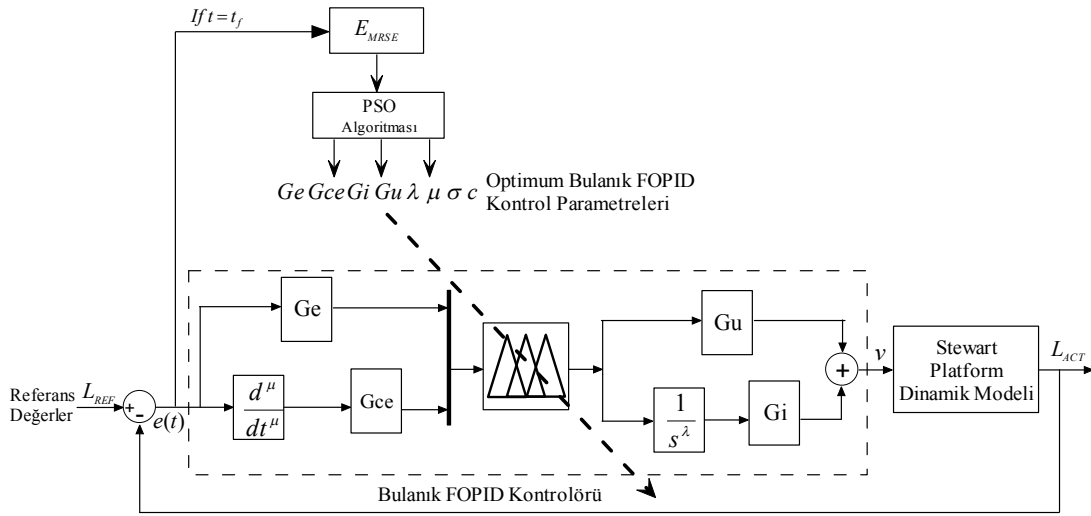 If t = t_f
E_MRSE
PSO
Algoritması
Ge Gce Gi Gu λ μ σ c
Optimum Bulanık FOPID
Kontrol Parametreleri
Ge
Gu
Referans
Değerler
L_REF
+
-
e(t)
d^μ
dt^μ
Gce
1
s^λ
Gi
+
v
Stewart
Platform
Dinamik Modeli
L_ACT
Bulanık FOPID Kontrolörü